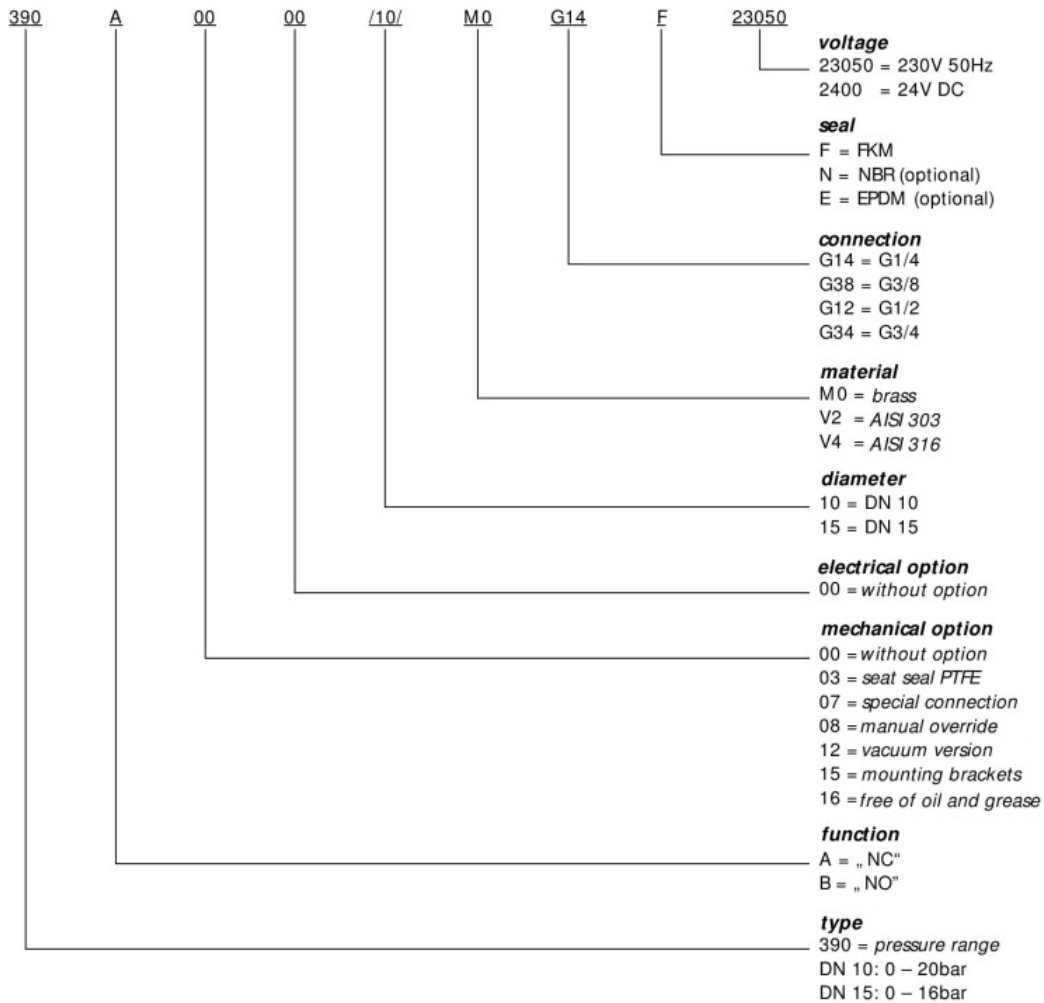 390 A 00 00 /10/ M0 G14 F 23050
voltage
23050 = 230V 50Hz
2400 = 24V DC
seal
F = FKM
N = NBR (optional)
E = EPDM (optional)
connection
G14 = G1/4
G38 = G3/8
G12 = G1/2
G34 = G3/4
material
M0 = brass
V2 = AISI 303
V4 = AISI 316
diameter
10 = DN 10
15 = DN 15
electrical option
00 = without option
mechanical option
00 = without option
03 = seat seal PTFE
07 = special connection
08 = manual override
12 = vacuum version
15 = mounting brackets
16 = free of oil and grease
function
A = „NC“
B = „NO”
type
390 = pressure range
DN 10: 0 – 20bar
DN 15: 0 – 16bar